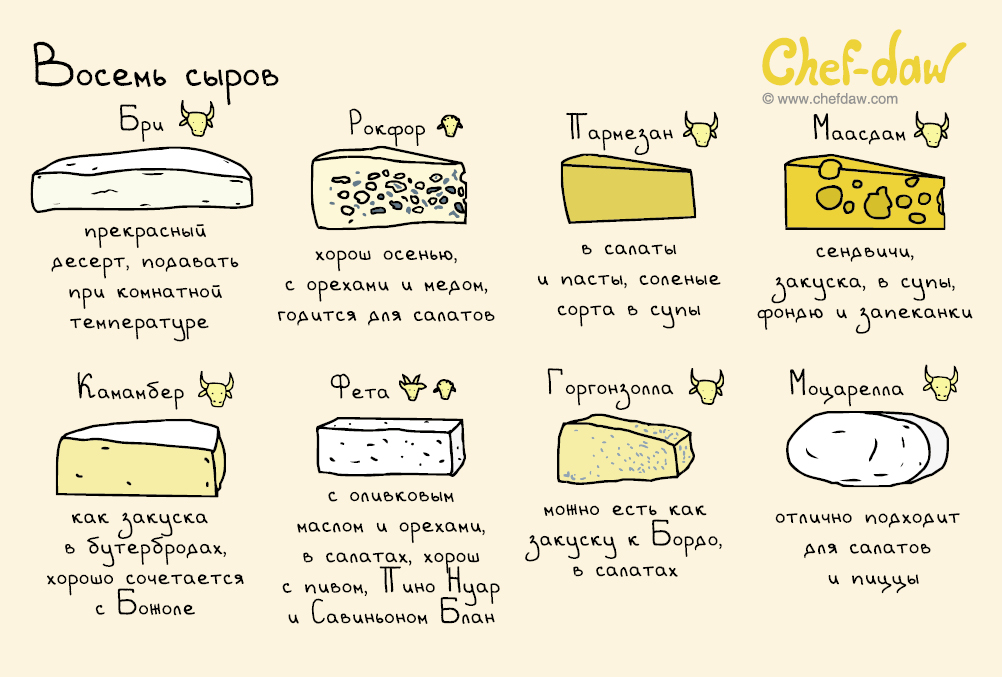 Восемь сыров
Chef-daw
© www.chefdaw.com
Бри
прекрасный
десерт, подавать
при комнатной
температуре
Рокфор
хорош осенью,
с орехами и медом,
годится для салатов
Пармезан
в салаты
и пасты, соленые
сорта в супы
Маасдам
сендвичи,
закуска, в супы,
фондю и запеканки
Камамбер
как закуска
в бутербродах,
хорошо сочетается
с Божоле
Фета
с оливковым
маслом и орехами,
в салатах, хорош
с пивом, Пино Нуар
и Савиньоном Блан
Горгонзолла
можно есть как
закуску к Бордо,
в салатах
Моцарелла
отлично подходит
для салатов
и пиццы